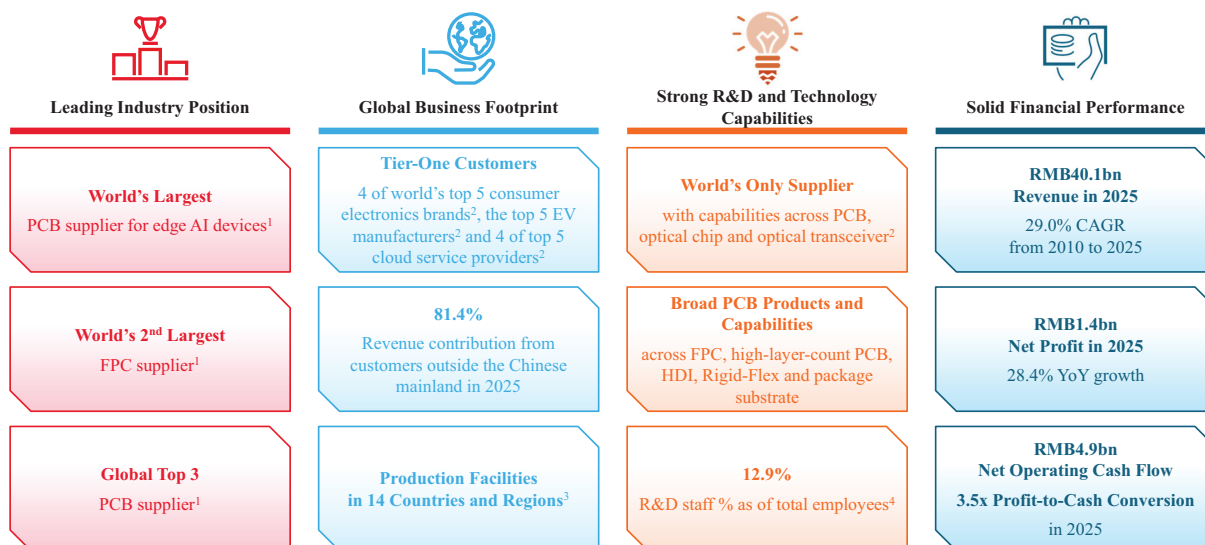 Leading Industry Position
World's Largest
PCB supplier for edge AI devices¹
World's 2ⁿᵈ Largest
FPC supplier¹
Global Top 3
PCB supplier¹
Global Business Footprint
Tier-One Customers
4 of world's top 5 consumer
electronics brands², the top 5 EV
manufacturers² and 4 of top 5
cloud service providers²
81.4%
Revenue contribution from
customers outside the Chinese
mainland in 2025
Production Facilities
in 14 Countries and Regions³
Strong R&D and Technology
Capabilities
World's Only Supplier
with capabilities across PCB,
optical chip and optical transceiver²
Broad PCB Products and
Capabilities
across FPC, high-layer-count PCB,
HDI, Rigid-Flex and package
substrate
12.9%
R&D staff % as of total employees⁴
Solid Financial Performance
RMB40.1bn
Revenue in 2025
29.0% CAGR
from 2010 to 2025
RMB1.4bn
Net Profit in 2025
28.4% YoY growth
RMB4.9bn
Net Operating Cash Flow
3.5x Profit-to-Cash Conversion
in 2025